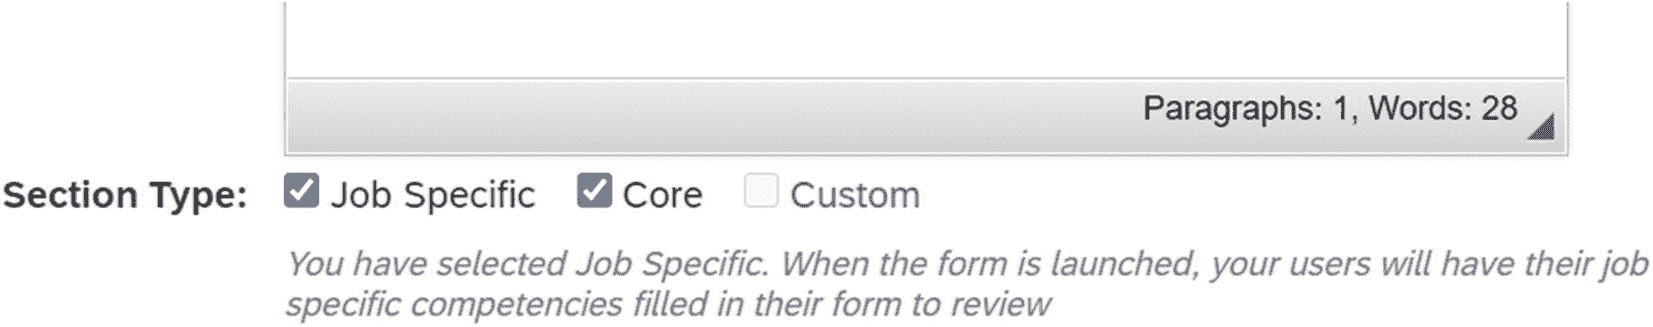 Paragraphs: 1, Words: 28
Section Type: Job Specific Core Custom
You have selected Job Specific. When the form is launched, your users will have their job
specific competencies filled in their form to review